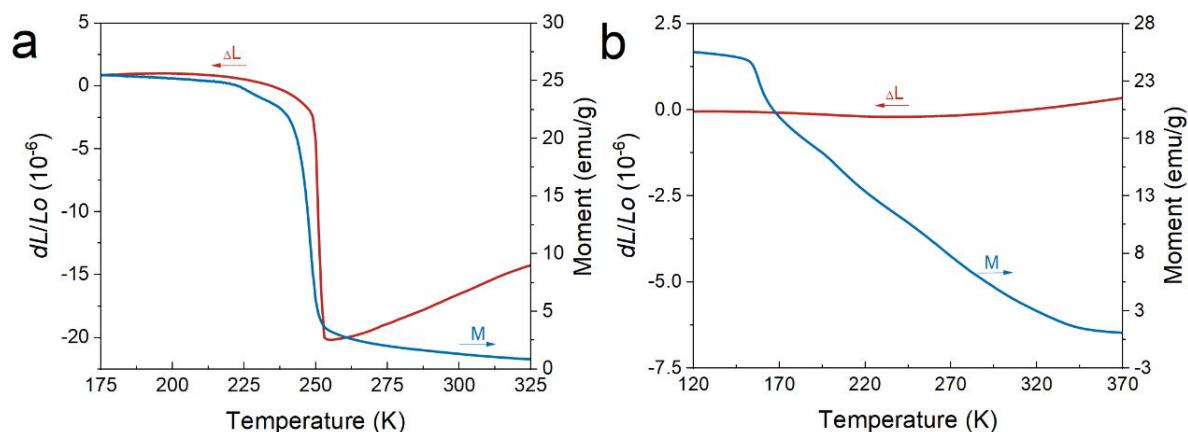 a
5
0
-5
-10
-15
-20
dL/Lo (10-6)
ΔL
M
30
25
20
15
10
5
0
Moment (emu/g)
175 200 225 250 275 300 325
Temperature (K)
b
2.5
0.0
-2.5
-5.0
-7.5
dL/Lo (10-6)
ΔL
M
28
23
18
13
8
3
-3
Moment (emu/g)
120 170 220 270 320 370
Temperature (K)